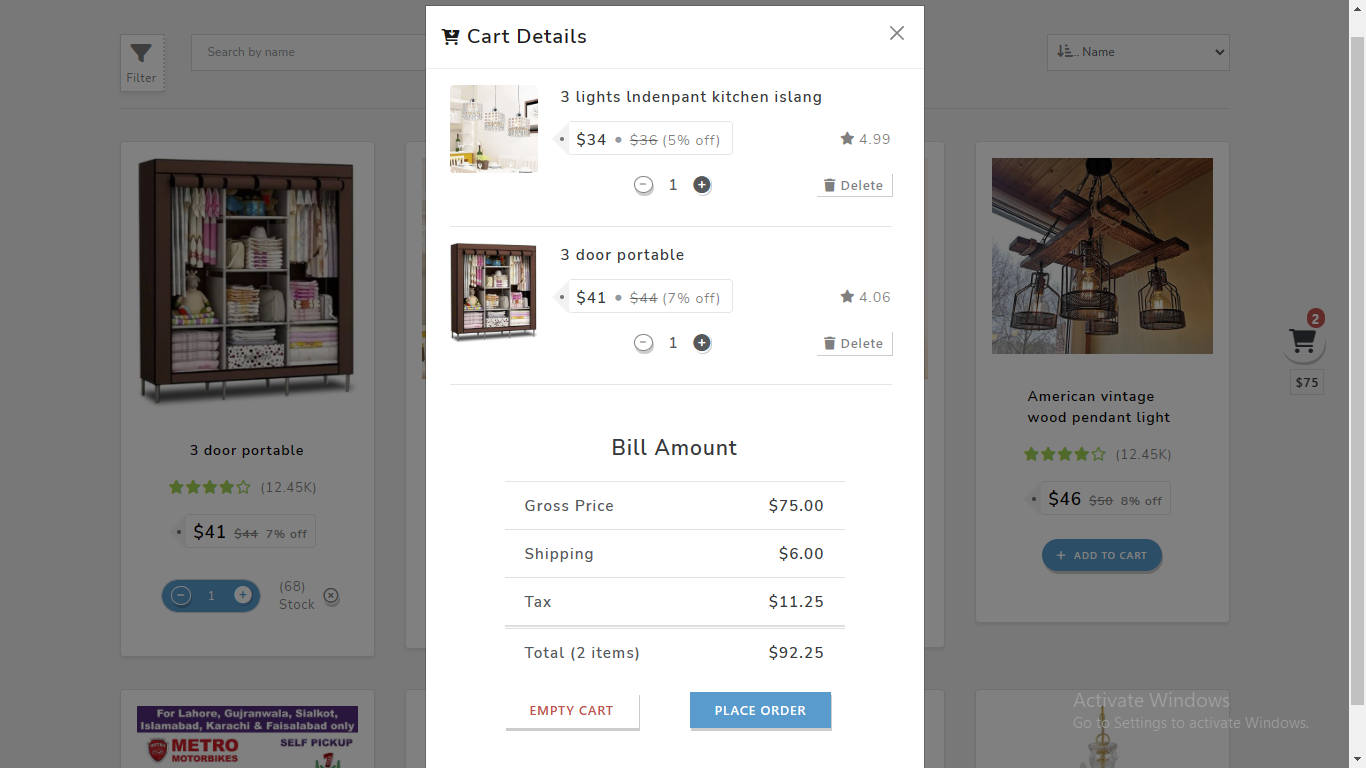 Cart Details
Filter
Search by name
Name
3 lights lndenpant kitchen islang
$34 • $36 (5% off)
4.99
1
Delete
3 door portable
$41 • $44 (7% off)
4.06
1
Delete
Bill Amount
Gross Price $75.00
Shipping $6.00
Tax $11.25
Total (2 items) $92.25
EMPTY CART
PLACE ORDER
3 door portable
(12.45K)
$41 $44 7% off
1
(68)
Stock
American vintage
wood pendant light
(12.45K)
$46 $50 8% off
+ ADD TO CART
2
$75
For Lahore, Gujranwala, Sialkot,
Islamabad, Karachi & Faisalabad only
METRO
MOTORBIKES
SELF PICKUP
Activate Windows
Go to Settings to activate Windows.